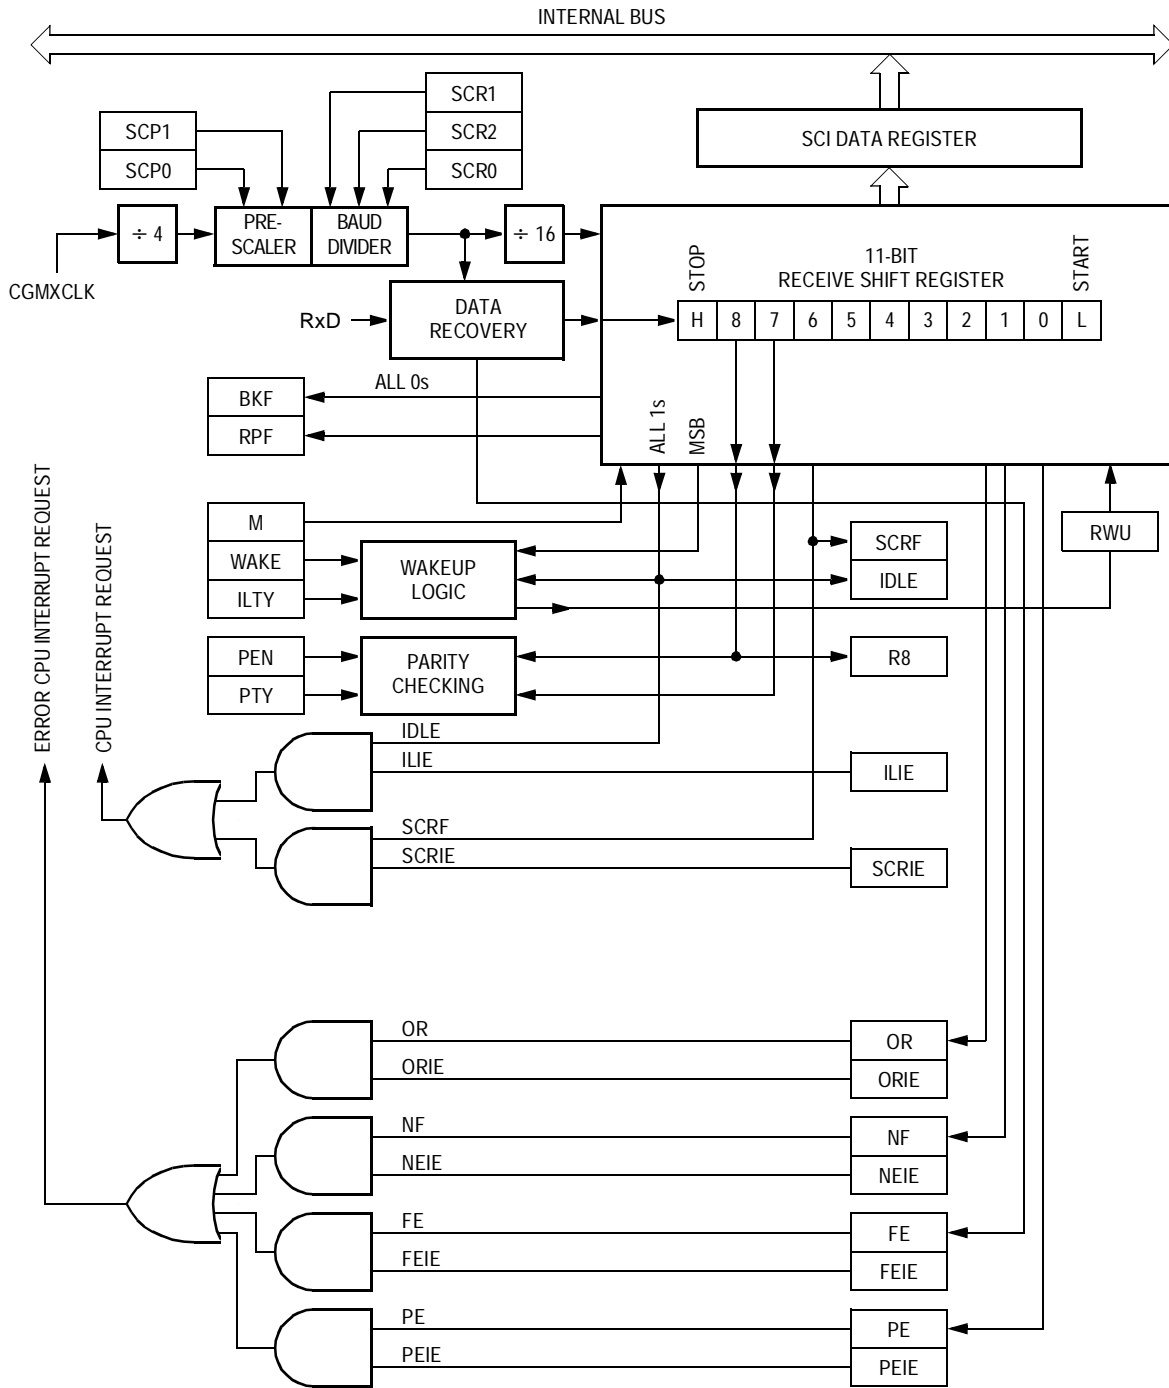 INTERNAL BUS
SCR1
SCR2
SCR0
SCP1
SCP0
SCI DATA REGISTER
÷ 4
PRE-
SCALER
BAUD
DIVIDER
÷ 16
CGMXCLK
STOP
11-BIT
RECEIVE SHIFT REGISTER
START
RxD
DATA
RECOVERY
H 8 7 6 5 4 3 2 1 0 L
ALL 0s
BKF
RPF
ALL 1s
MSB
ERROR CPU INTERRUPT REQUEST
CPU INTERRUPT REQUEST
M
WAKE
ILTY
WAKEUP
LOGIC
SCRF
IDLE
RWU
PEN
PTY
PARITY
CHECKING
R8
IDLE
ILIE
ILIE
SCRF
SCRIE
SCRIE
OR
ORIE
OR
ORIE
NF
NEIE
NF
NEIE
FE
FEIE
FE
FEIE
PE
PEIE
PE
PEIE